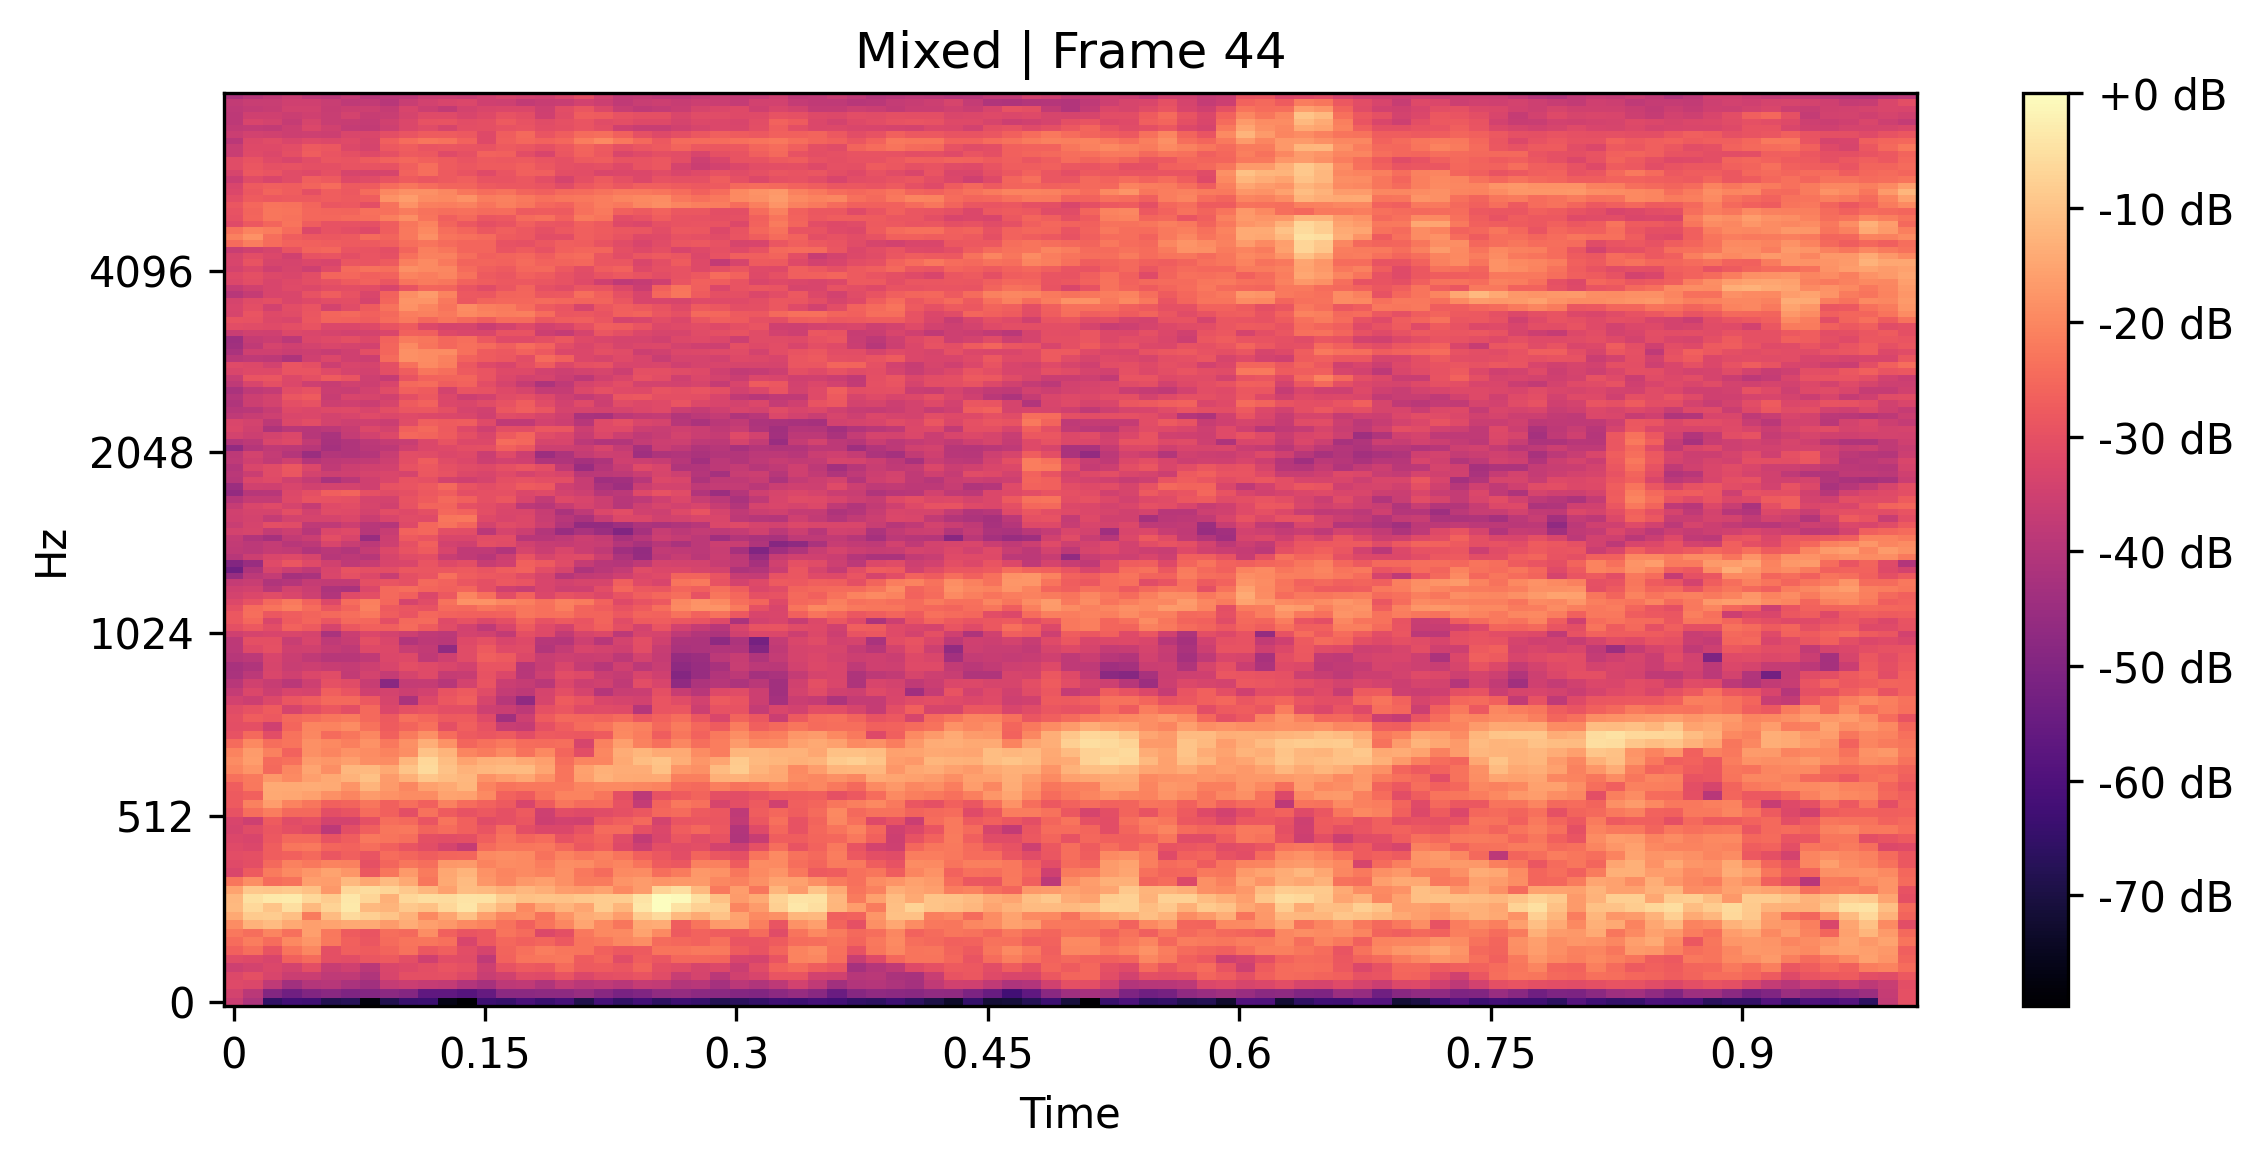 Mixed | Frame 44
+0 dB
-10 dB
-20 dB
-30 dB
-40 dB
-50 dB
-60 dB
-70 dB
Hz
4096
2048
1024
512
0
0 0.15 0.3 0.45 0.6 0.75 0.9
Time